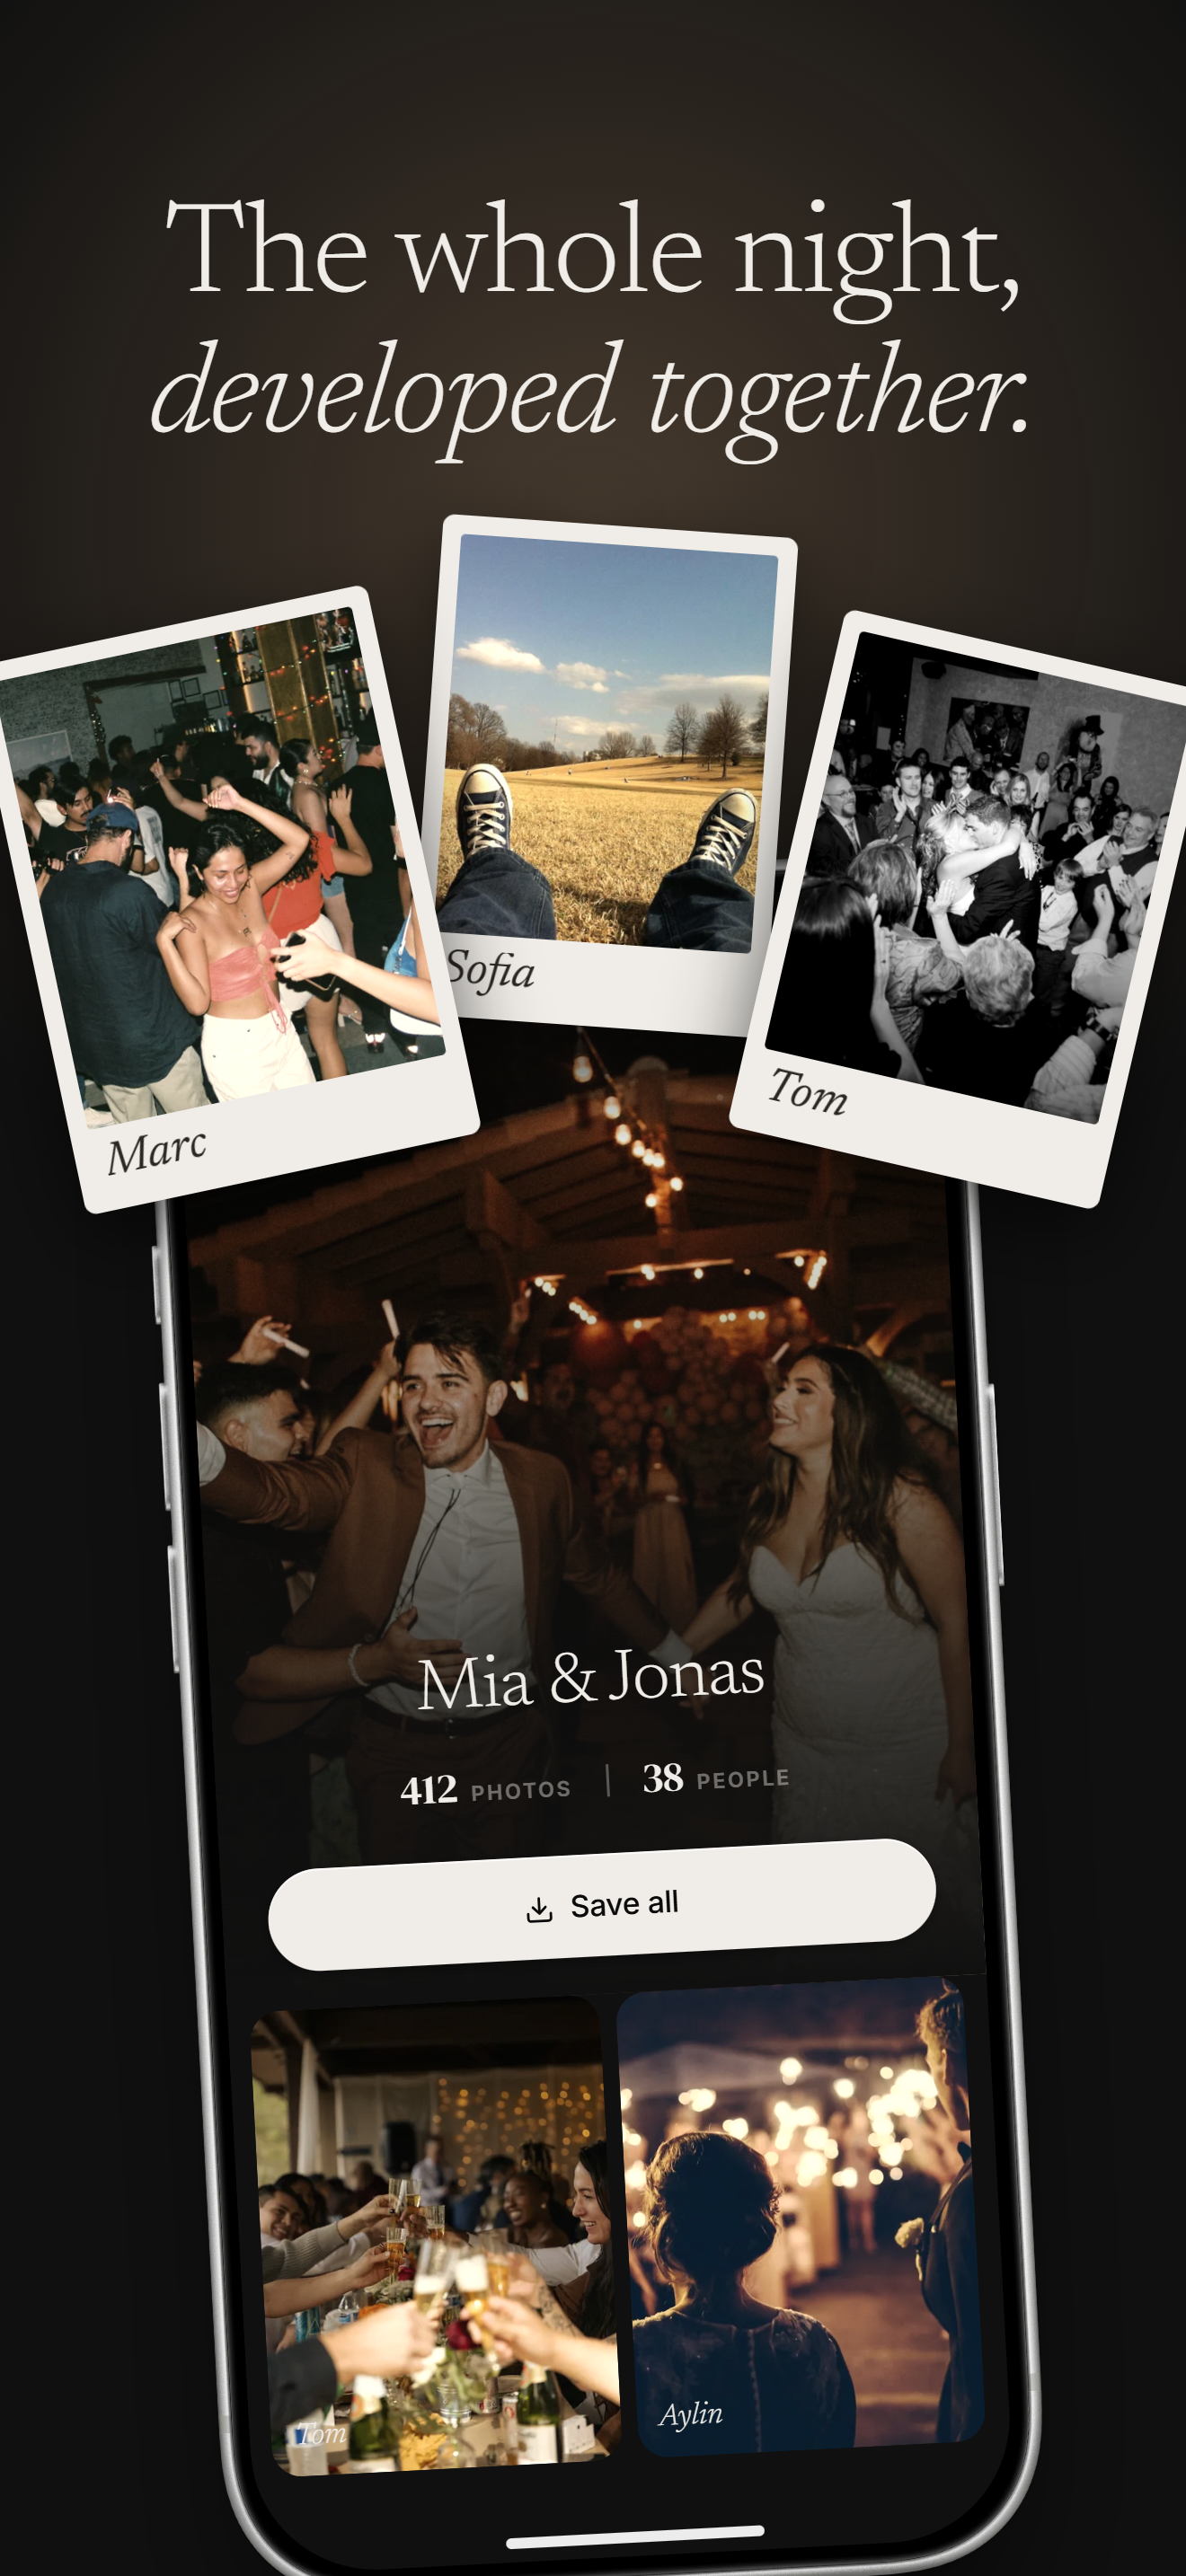 The whole night,
developed together.
Sofia
Marc
Tom
Mia & Jonas
412 PHOTOS | 38 PEOPLE
Save all
Tom
Aylin